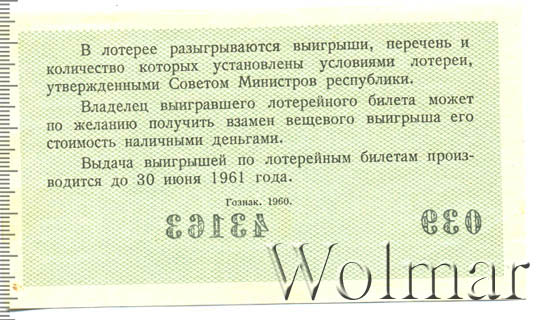 В лотерее разыгрываются выигрыши, перечень и
количество которых установлены условиями лотереи,
утвержденными Советом Министров республики.
Владелец выигравшего лотерейного билета может
по желанию получить взамен вещевого выигрыша его
стоимость наличными деньгами.
Выдача выигрышей по лотерейным билетам произ-
водится до 30 июня 1961 года.
Гознак. 1960.
Wolmar